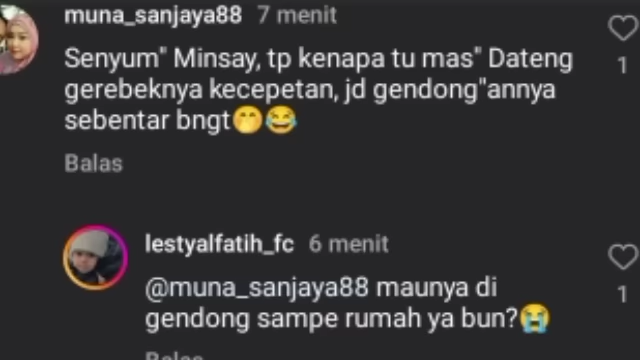 muna_sanjaya88 7 menit
Senyum" Minsay, tp kenapa tu mas" Dateng
gerebeknya kecepetan, jd gendong"annya
sebentar bngt🤭😂
1
Balas
lestyalfatih_fc 6 menit
@muna_sanjaya88 maunya di
gendong sampe rumah ya bun?😭
1
Balas